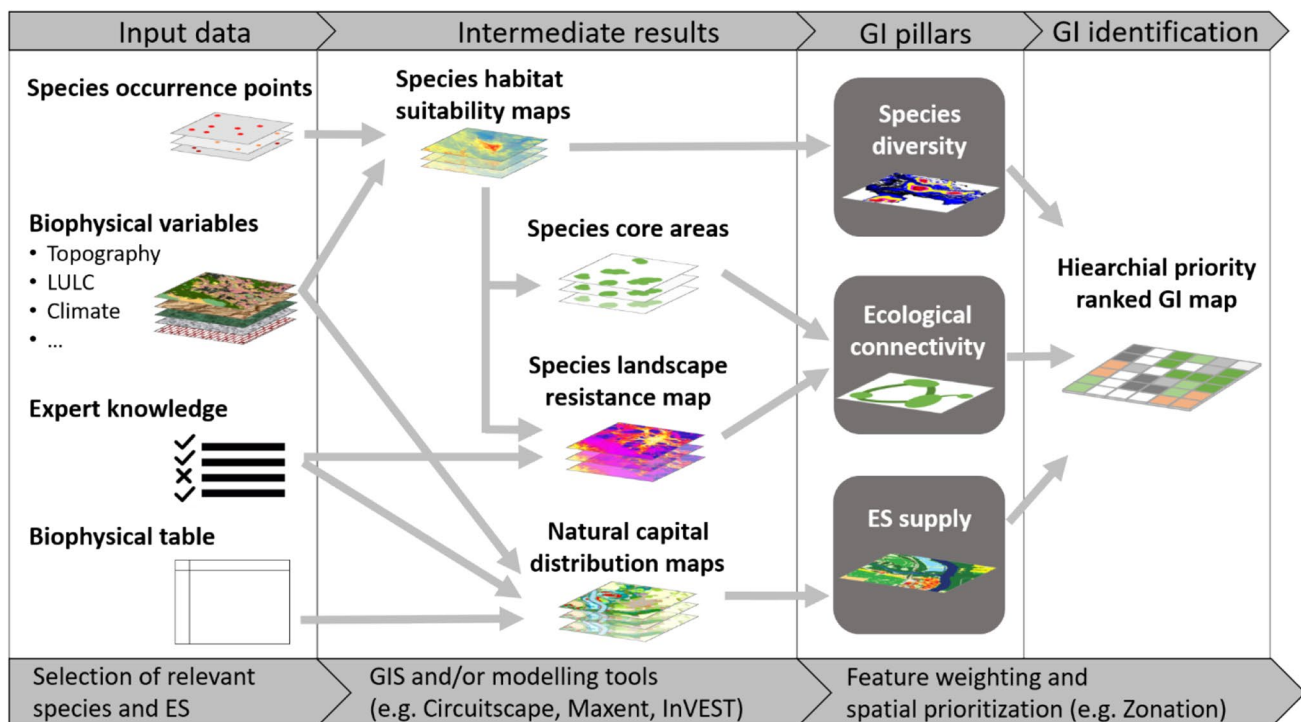 Input data
Intermediate results
GI pillars
GI identification
Species occurrence points
Biophysical variables
• Topography
• LULC
• Climate
• ...
Expert knowledge
Biophysical table
Species habitat
suitability maps
Species core areas
Species landscape
resistance map
Natural capital
distribution maps
Species
diversity
Ecological
connectivity
ES supply
Hiearchial priority
ranked GI map
Selection of relevant
species and ES
GIS and/or modelling tools
(e.g. Circuitscape, Maxent, InVEST)
Feature weighting and
spatial prioritization (e.g. Zonation)